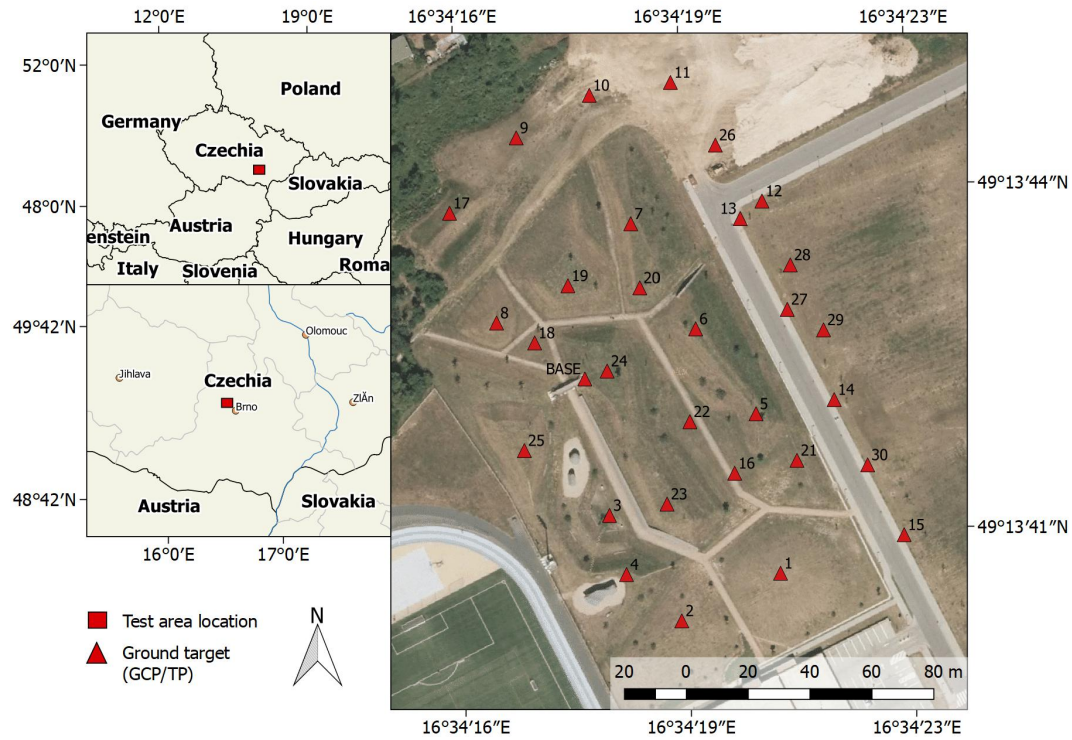 12°0′E
19°0′E
16°34′16″E
16°34′19″E
16°34′23″E
52°0′N
48°0′N
Poland
Germany
Czechia
Slovakia
Austria
Hungary
enstein
Italy
Slovenia
Roma
49°42′N
48°42′N
Olomouc
Jihlava
Czechia
Brno
ZlÃn
Austria
Slovakia
16°0′E
17°0′E
Test area location
Ground target
(GCP/TP)
N
11
10
9
26
49°13′44″N
17
12
13
7
28
19
20
27
8
6
29
18
24
BASE
14
5
22
25
21
30
16
23
3
49°13′41″N
15
4
1
2
20
0
20
40
60
80 m
16°34′16″E
16°34′19″E
16°34′23″E